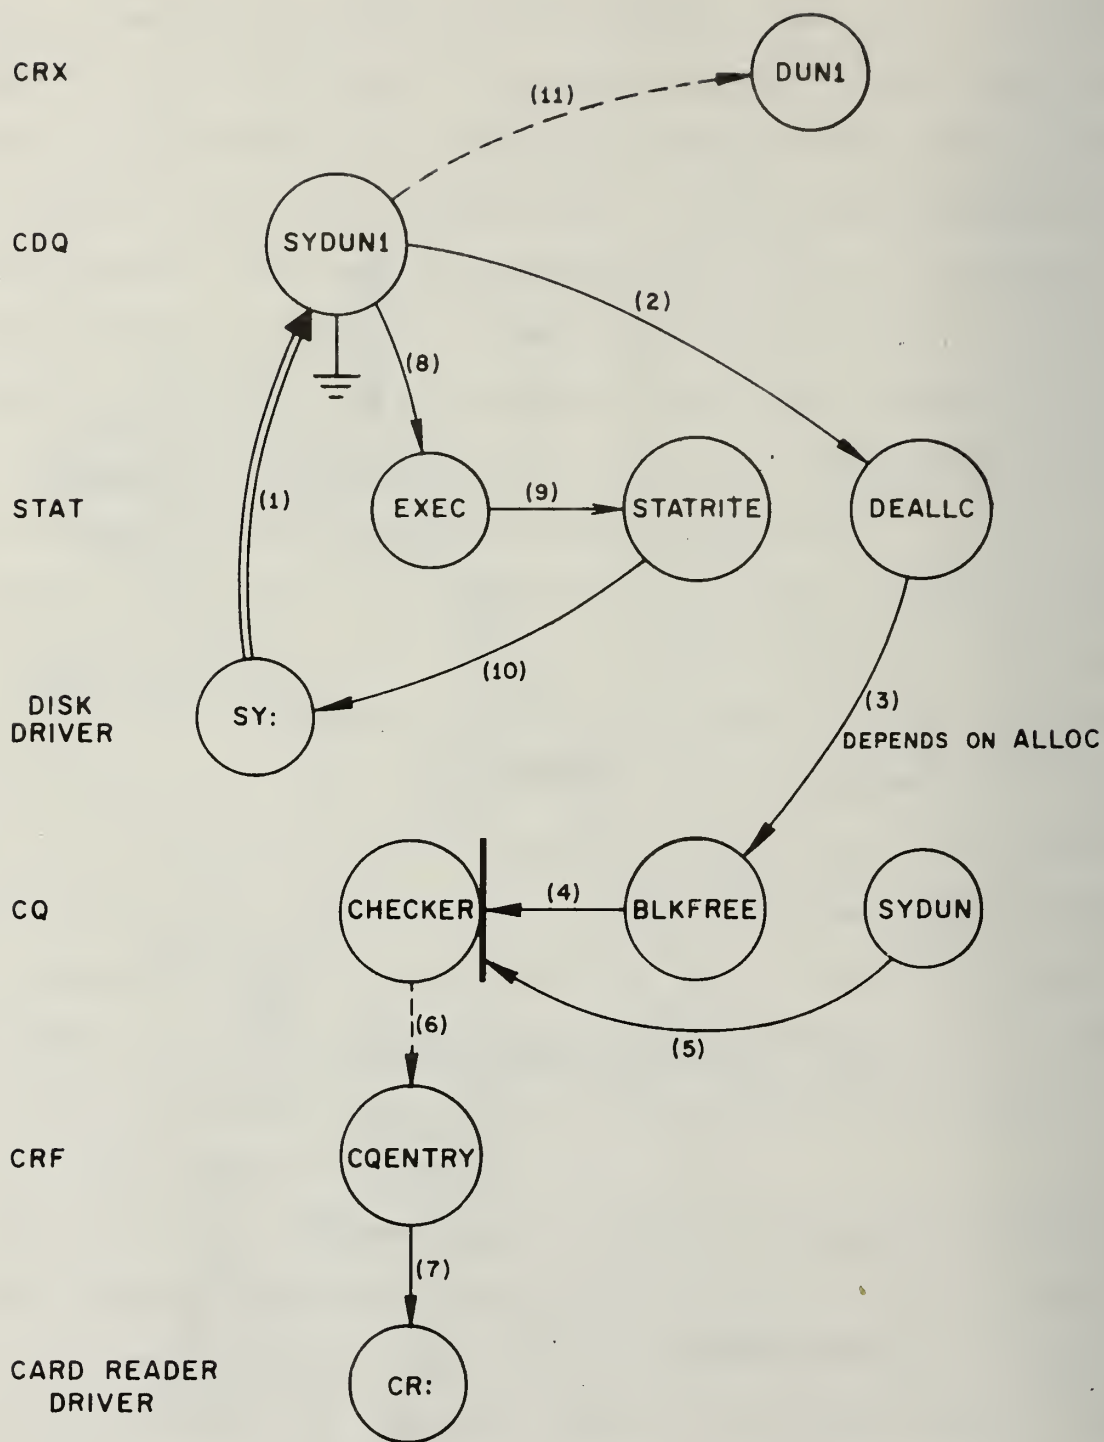 CRX
DUN1
(11)
CDQ
SYDUN1
(2)
(8)
(1)
STAT
EXEC
(9)
STATRITE
DEALLC
(10)
(3)
DISK
DRIVER
SY:
DEPENDS ON ALLOC
CQ
CHECKER
(4)
BLKFREE
SYDUN
(6)
(5)
CRF
CQENTRY
(7)
CARD READER
DRIVER
CR: